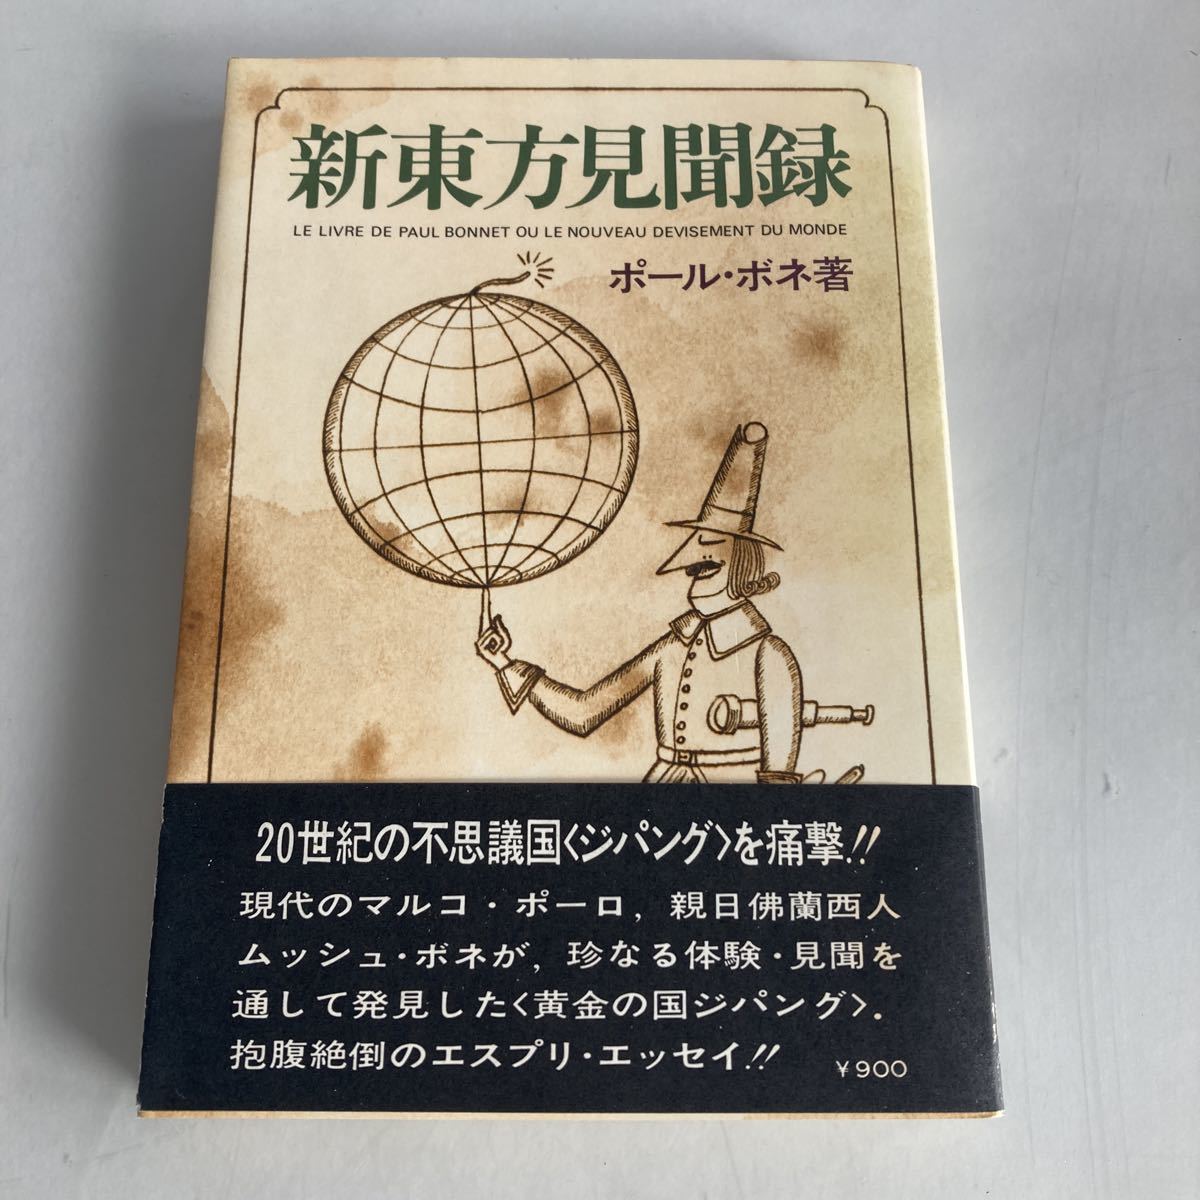 新東方見聞録
LE LIVRE DE PAUL BONNET OU LE NOUVEAU DEVISEMENT DU MONDE
ポール・ボネ著
20世紀の不思議国〈ジパング〉を痛撃!!
現代のマルコ・ポーロ,親日佛蘭西人
ムッシュ・ボネが,珍なる体験・見聞を
通して発見した〈黄金の国ジパング〉.
抱腹絶倒のエスプリ・エッセイ!!
¥900